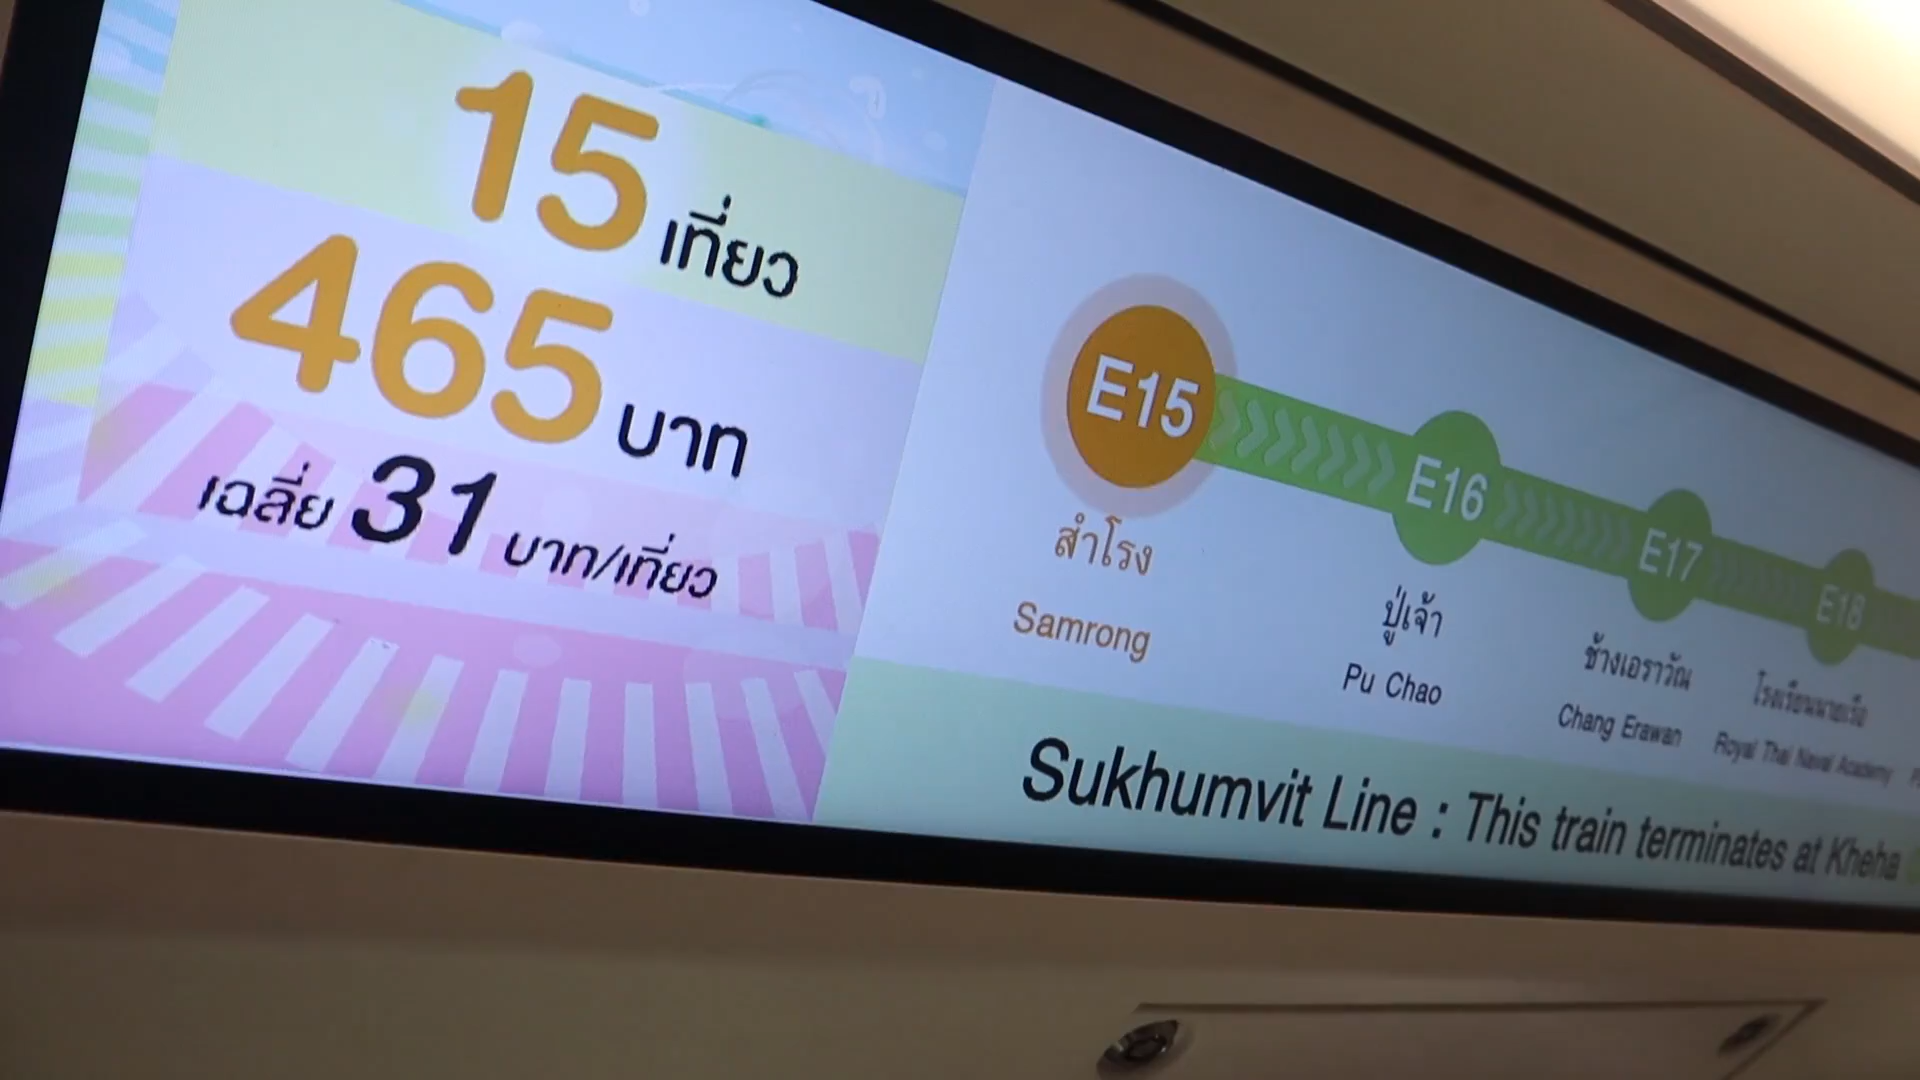 15 เที่ยว
465 บาท
เฉลี่ย 31 บาท/เที่ยว
E15
สำโรง
Samrong
E16
ปู่เจ้า
Pu Chao
E17
ช้างเอราวัณ
Chang Erawan
E18
โรงเรียนนายเรือ
Royal Thai Naval Academy
Sukhumvit Line : This train terminates at Kheha